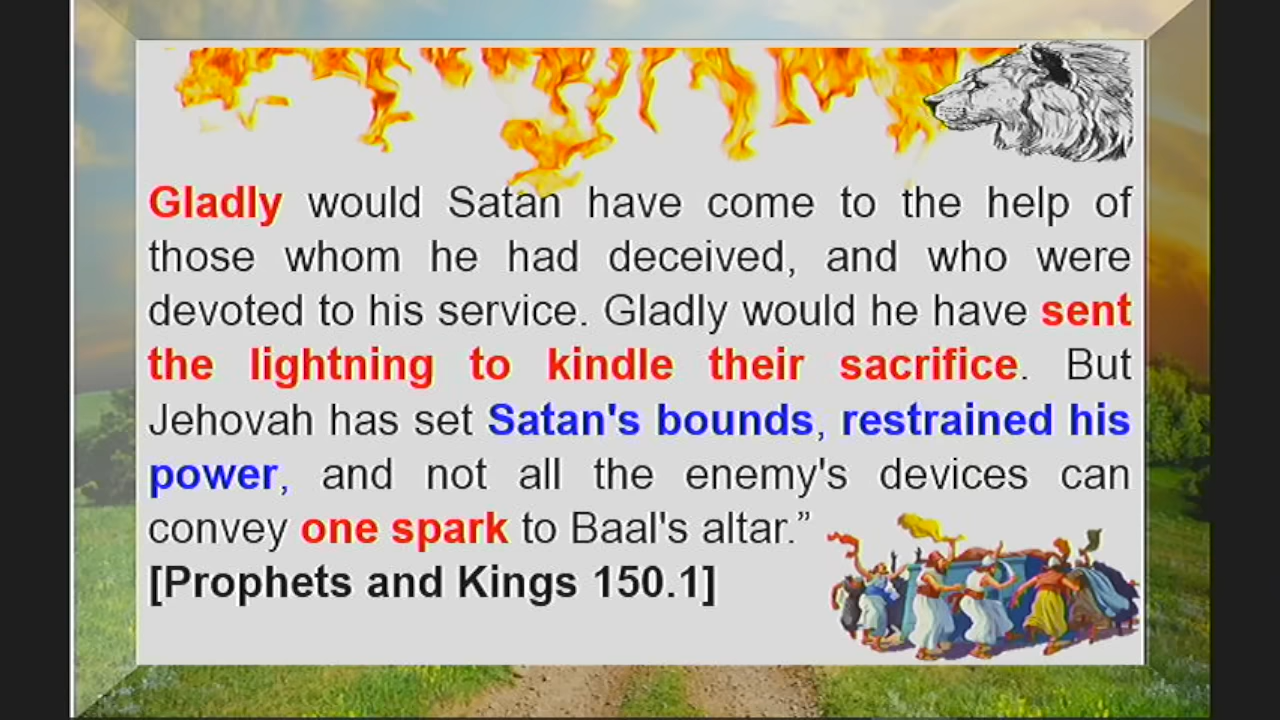 Gladly would Satan have come to the help of
those whom he had deceived, and who were
devoted to his service. Gladly would he have sent
the lightning to kindle their sacrifice. But
Jehovah has set Satan's bounds, restrained his
power, and not all the enemy's devices can
convey one spark to Baal's altar.”
[Prophets and Kings 150.1]